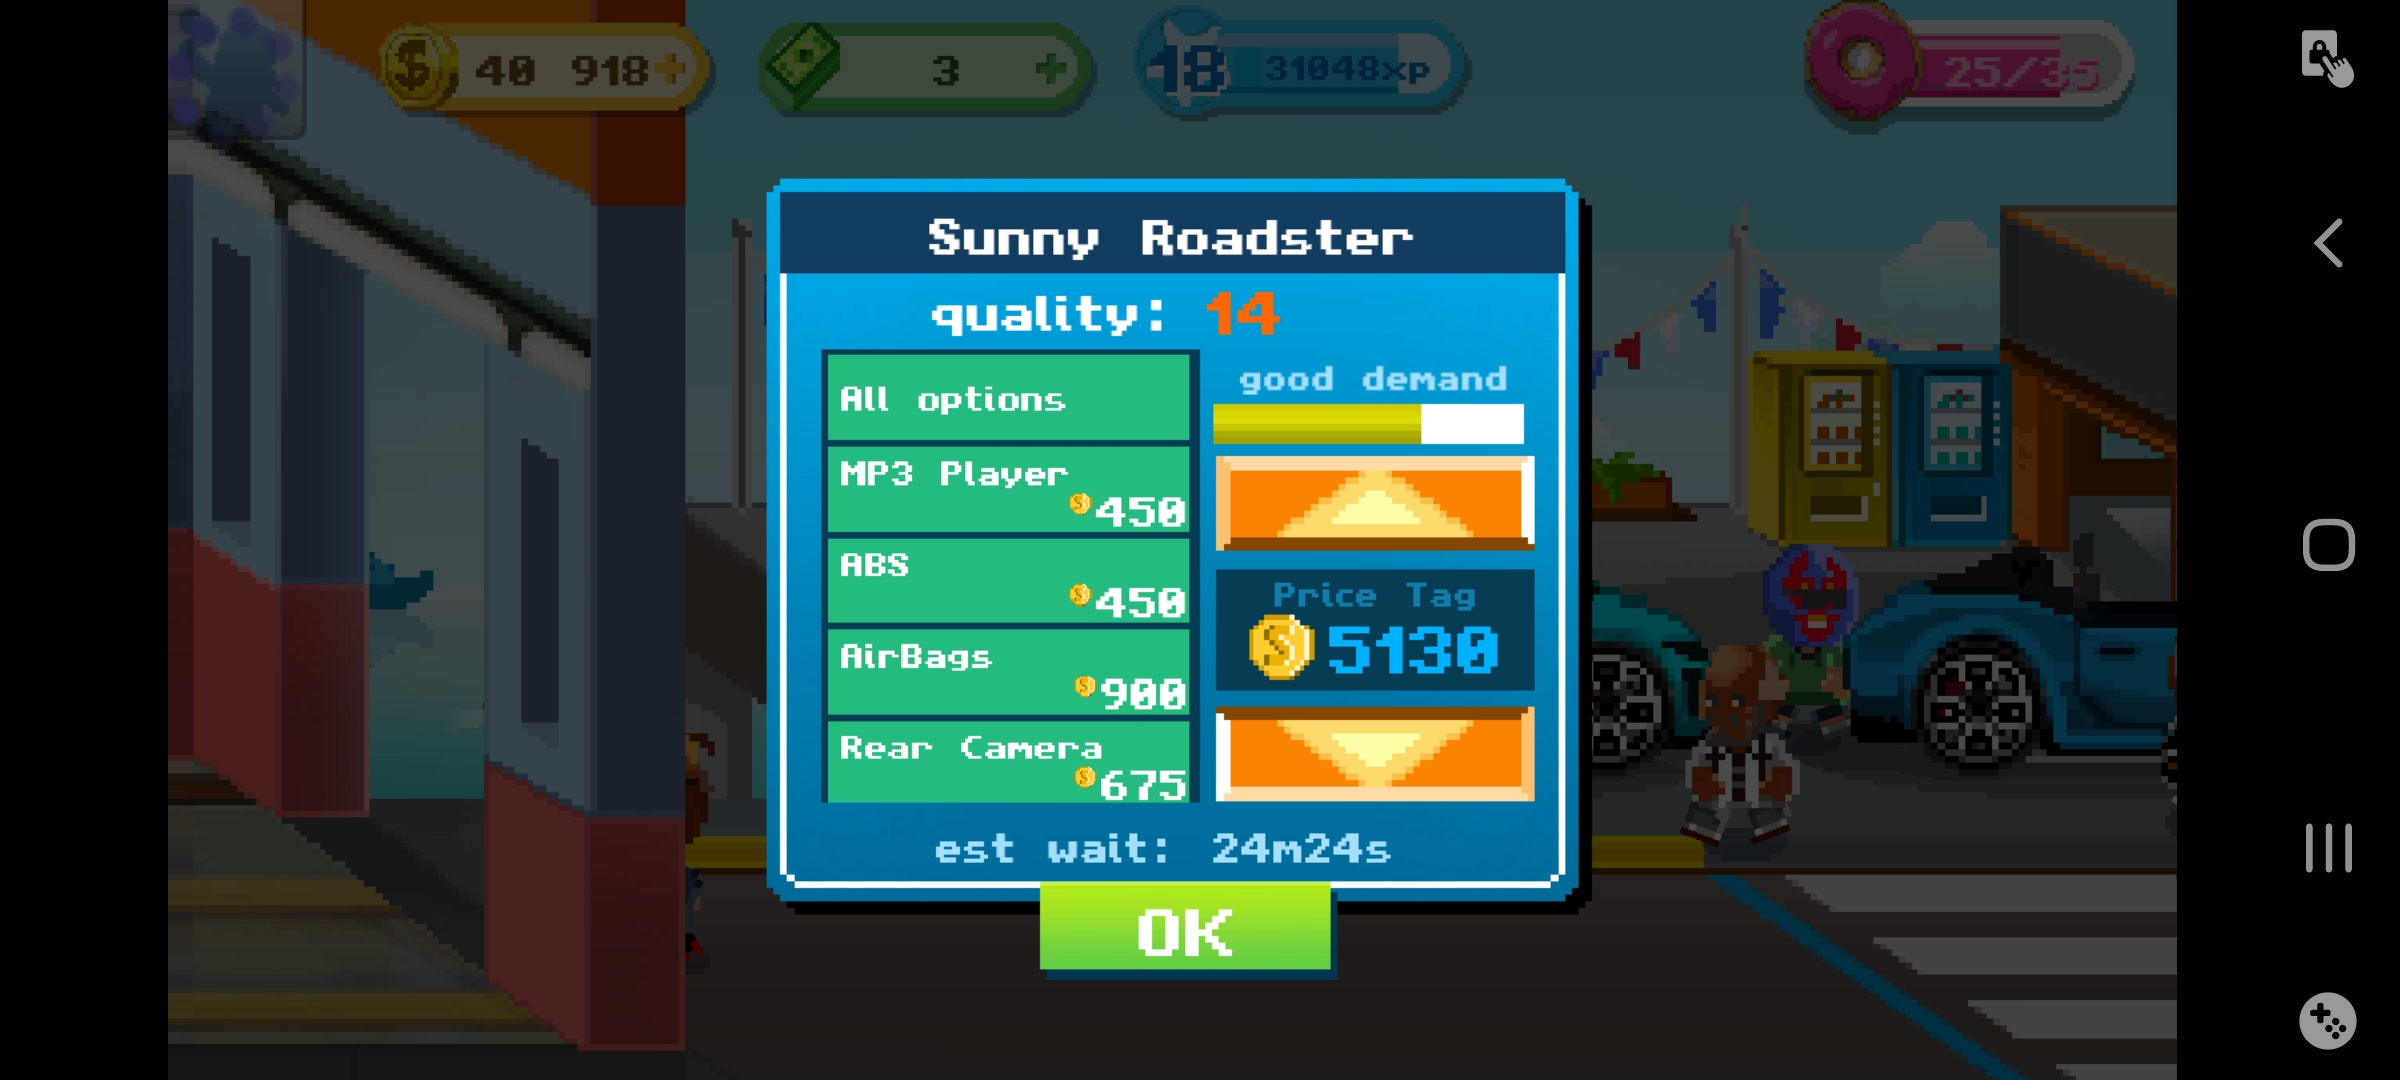 40 918
3
18 31048xp
25/35
Sunny Roadster
quality: 14
All options
good demand
MP3 Player
450
ABS
450
Price Tag
5130
AirBags
900
Rear Camera
675
est wait: 24m24s
OK